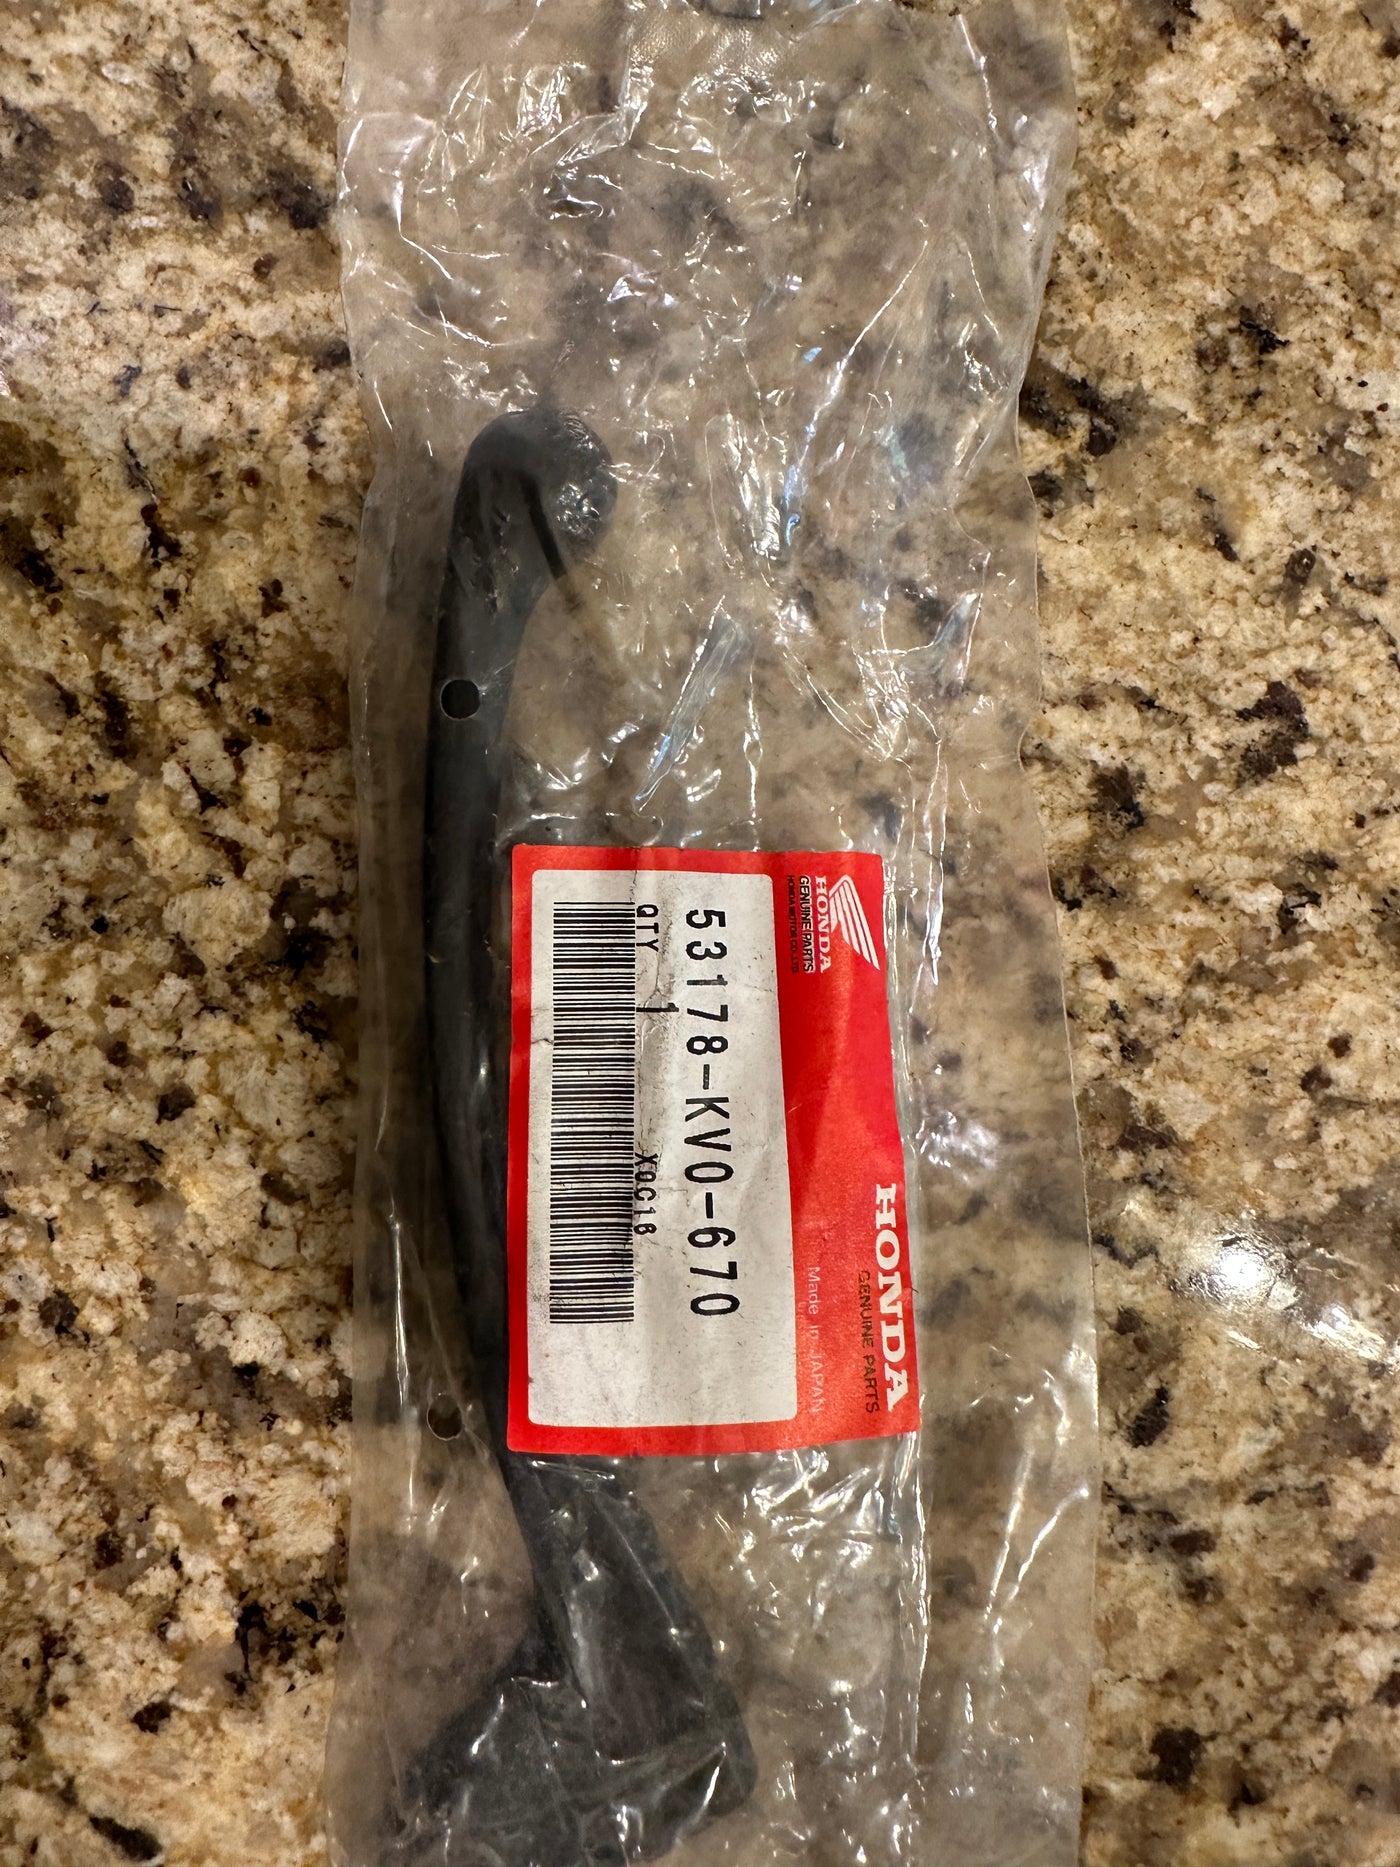 HONDA
GENUINE PARTS
HONDA MOTOR CO.,LTD.
HONDA
GENUINE PARTS
Made in JAPAN
53178-KV0-670
QTY 1 X0C18